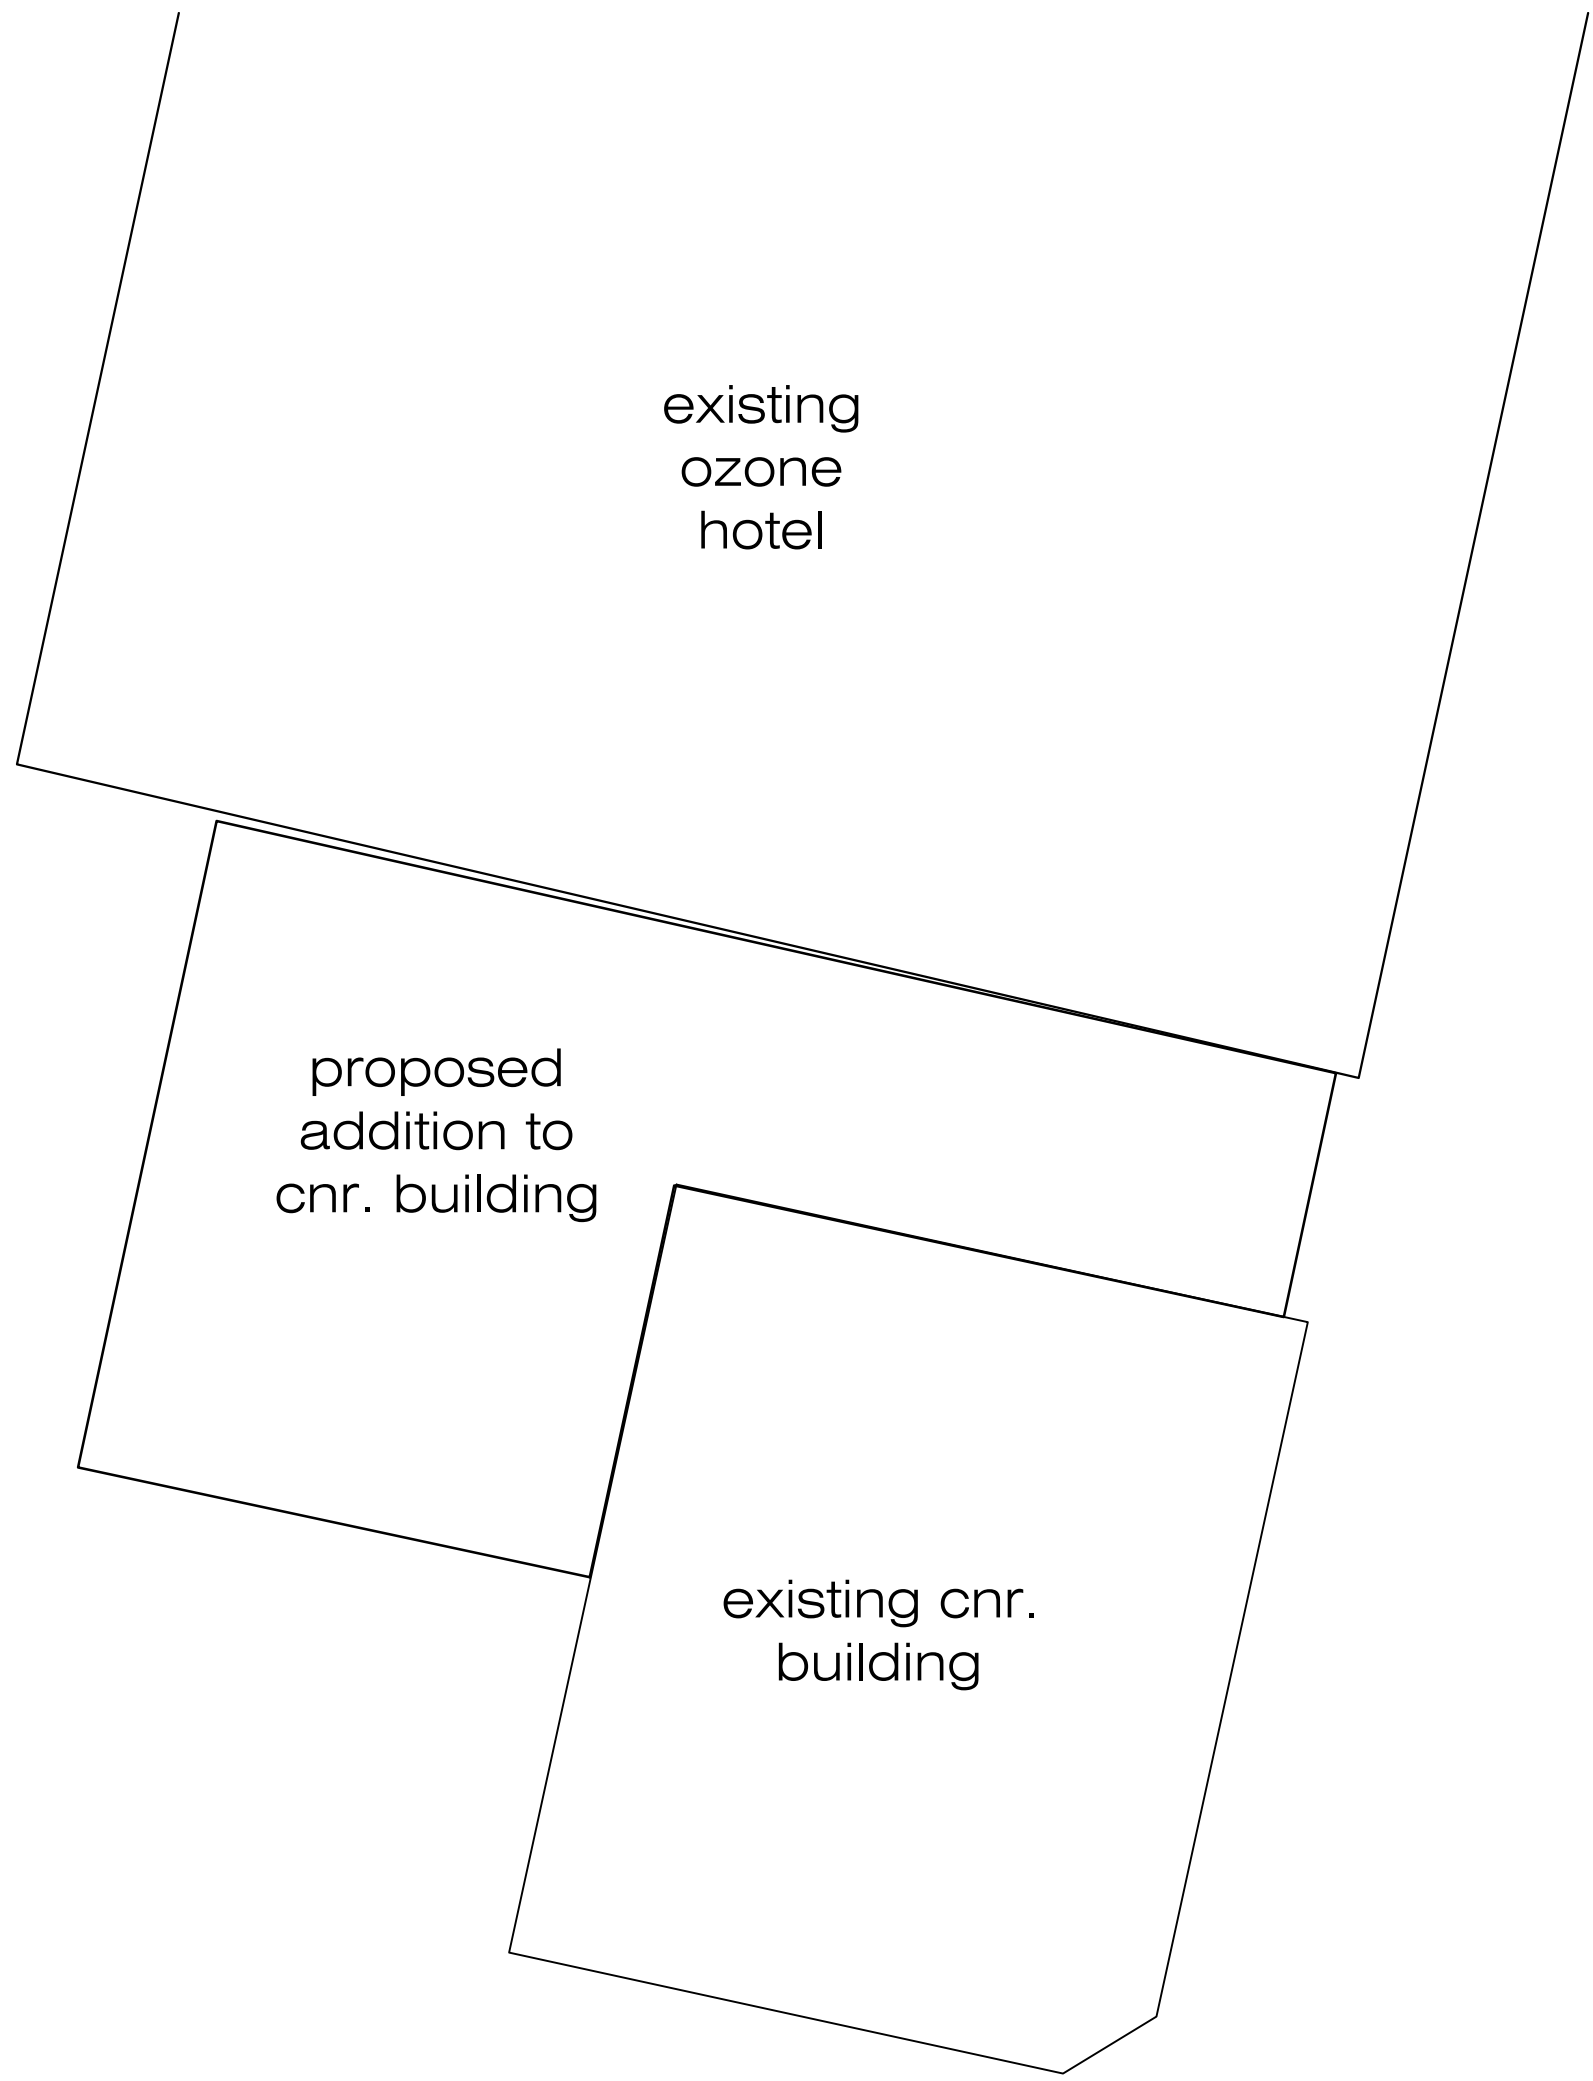 existing
ozone
hotel
proposed
addition to
cnr. building
existing cnr.
building